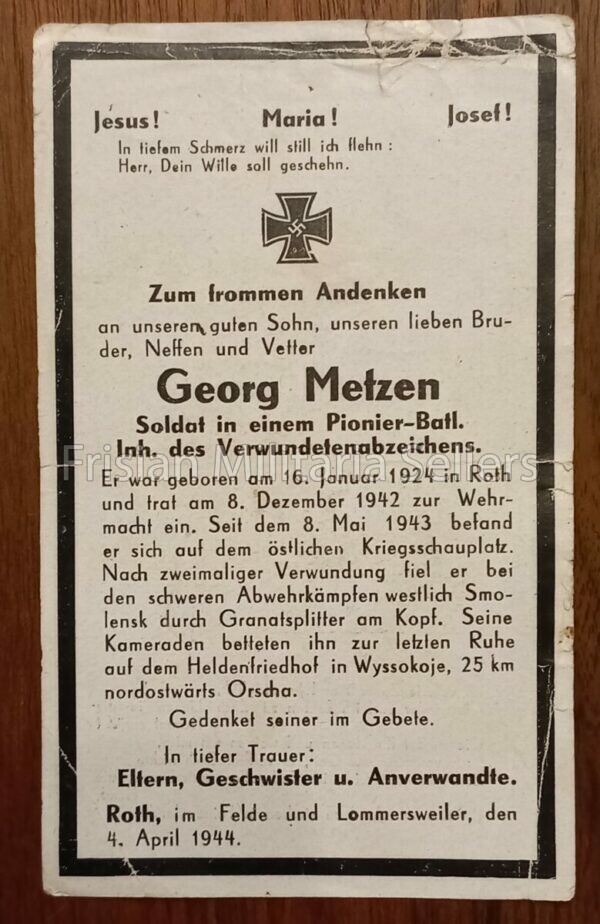 Jesus! Maria! Josef!
In tiefem Schmerz will still ich flehn:
Herr, Dein Wille soll geschehn.
Zum frommen Andenken
an unseren guten Sohn, unseren lieben Bru-
der, Neffen und Vetter
Georg Metzen
Soldat in einem Pionier-Batl.
Inh. des Verwundetenabzeichens.
Frisian Militaria Sellers
Er war geboren am 16. Januar 1924 in Roth
und trat am 8. Dezember 1942 zur Wehr-
macht ein. Seit dem 8. Mai 1943 befand
er sich auf dem östlichen Kriegsschauplatz.
Nach zweimaliger Verwundung fiel er bei
den schweren Abwehrkämpfen westlich Smo-
lensk durch Granatsplitter am Kopf. Seine
Kameraden betteten ihn zur letzten Ruhe
auf dem Heldenfriedhof in Wyssokoje, 25 km
nordostwärts Orscha.
Gedenket seiner im Gebete.
In tiefer Trauer:
Eltern, Geschwister u. Anverwandte.
Roth, im Felde und Lommersweiler, den
4. April 1944.